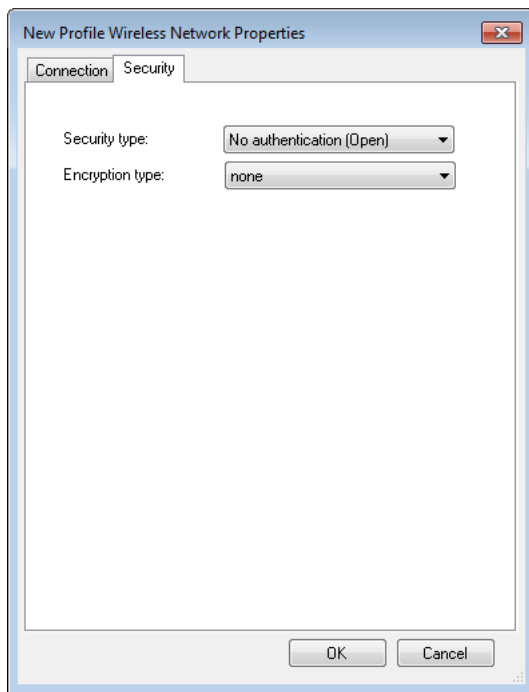 New Profile Wireless Network Properties
Connection
Security
Security type:
No authentication (Open)
Encryption type:
none
OK
Cancel